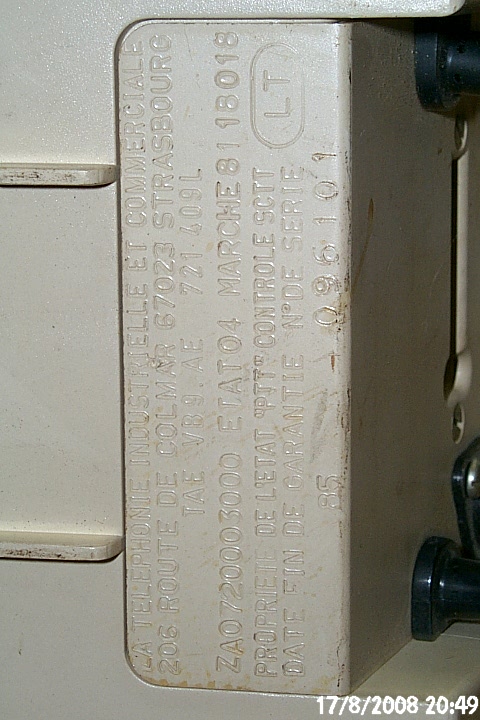 LA TELEPHONIE INDUSTRIELLE ET COMMERCIALE
206 ROUTE DE COLMAR 67023 STRASBOURG
TAE VB9.AE 721 409L
ZA0720003000 ETAT04 MARCHE8118018
PROPRIETE DE L'ETAT "PTT" CONTROLE SCTT
DATE FIN DE GARANTIE N°DE SERIE
85 096101
LT
17/8/2008 20:49